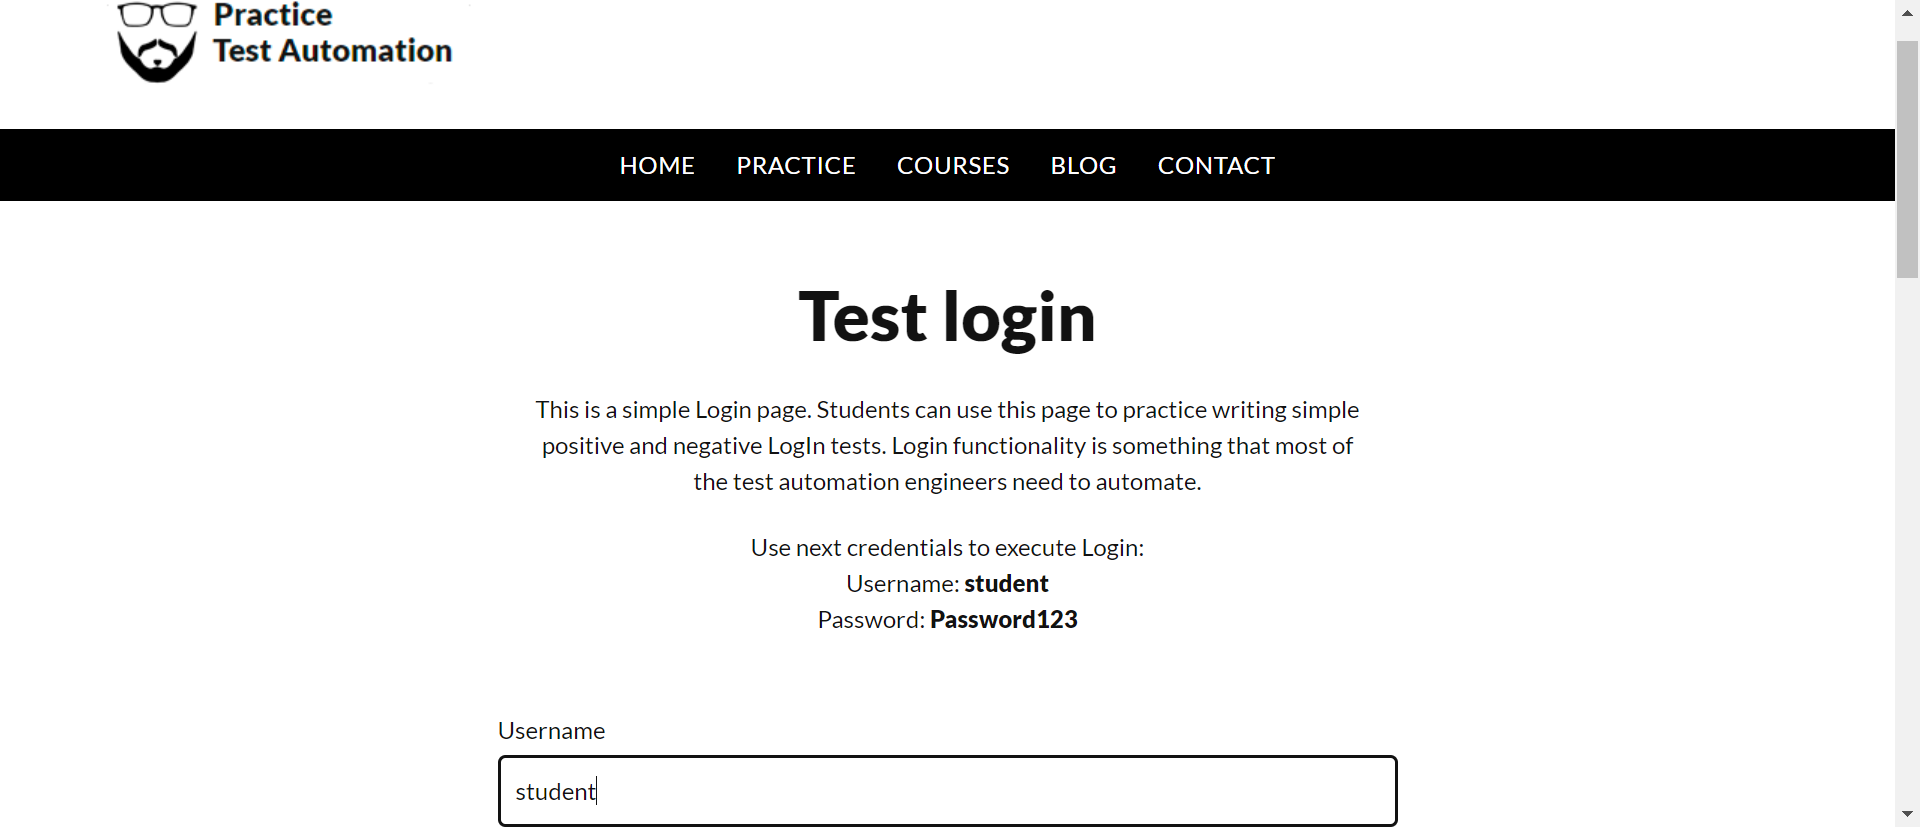 Practice
Test Automation
HOME PRACTICE COURSES BLOG CONTACT
Test login
This is a simple Login page. Students can use this page to practice writing simple
positive and negative LogIn tests. Login functionality is something that most of
the test automation engineers need to automate.
Use next credentials to execute Login:
Username: student
Password: Password123
Username
student